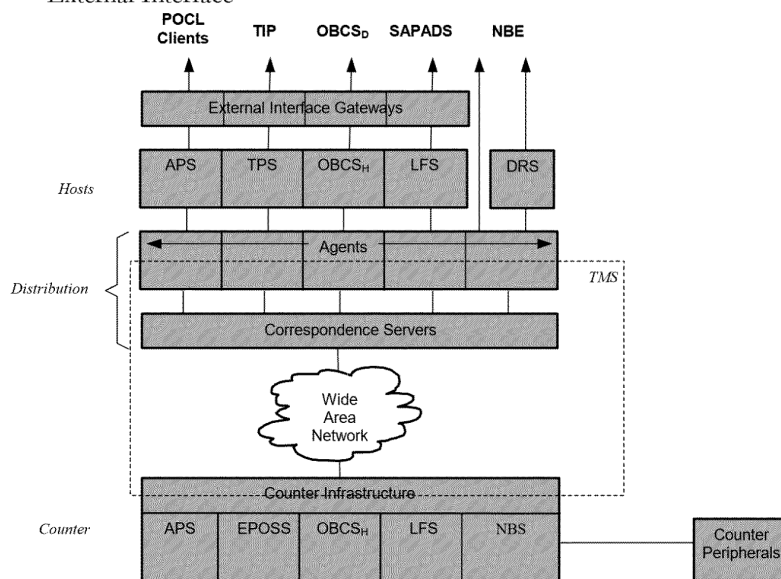 External Interface
POCL
Clients
TIP
OBCSD
SAPADS
NBE
External Interface Gateways
Hosts
APS
TPS
OBCSH
LFS
DRS
Agents
Distribution
TMS
Correspondence Servers
Wide
Area
Network
Counter Infrastructure
Counter
APS
EPOSS
OBCSH
LFS
NBS
Counter
Peripherals